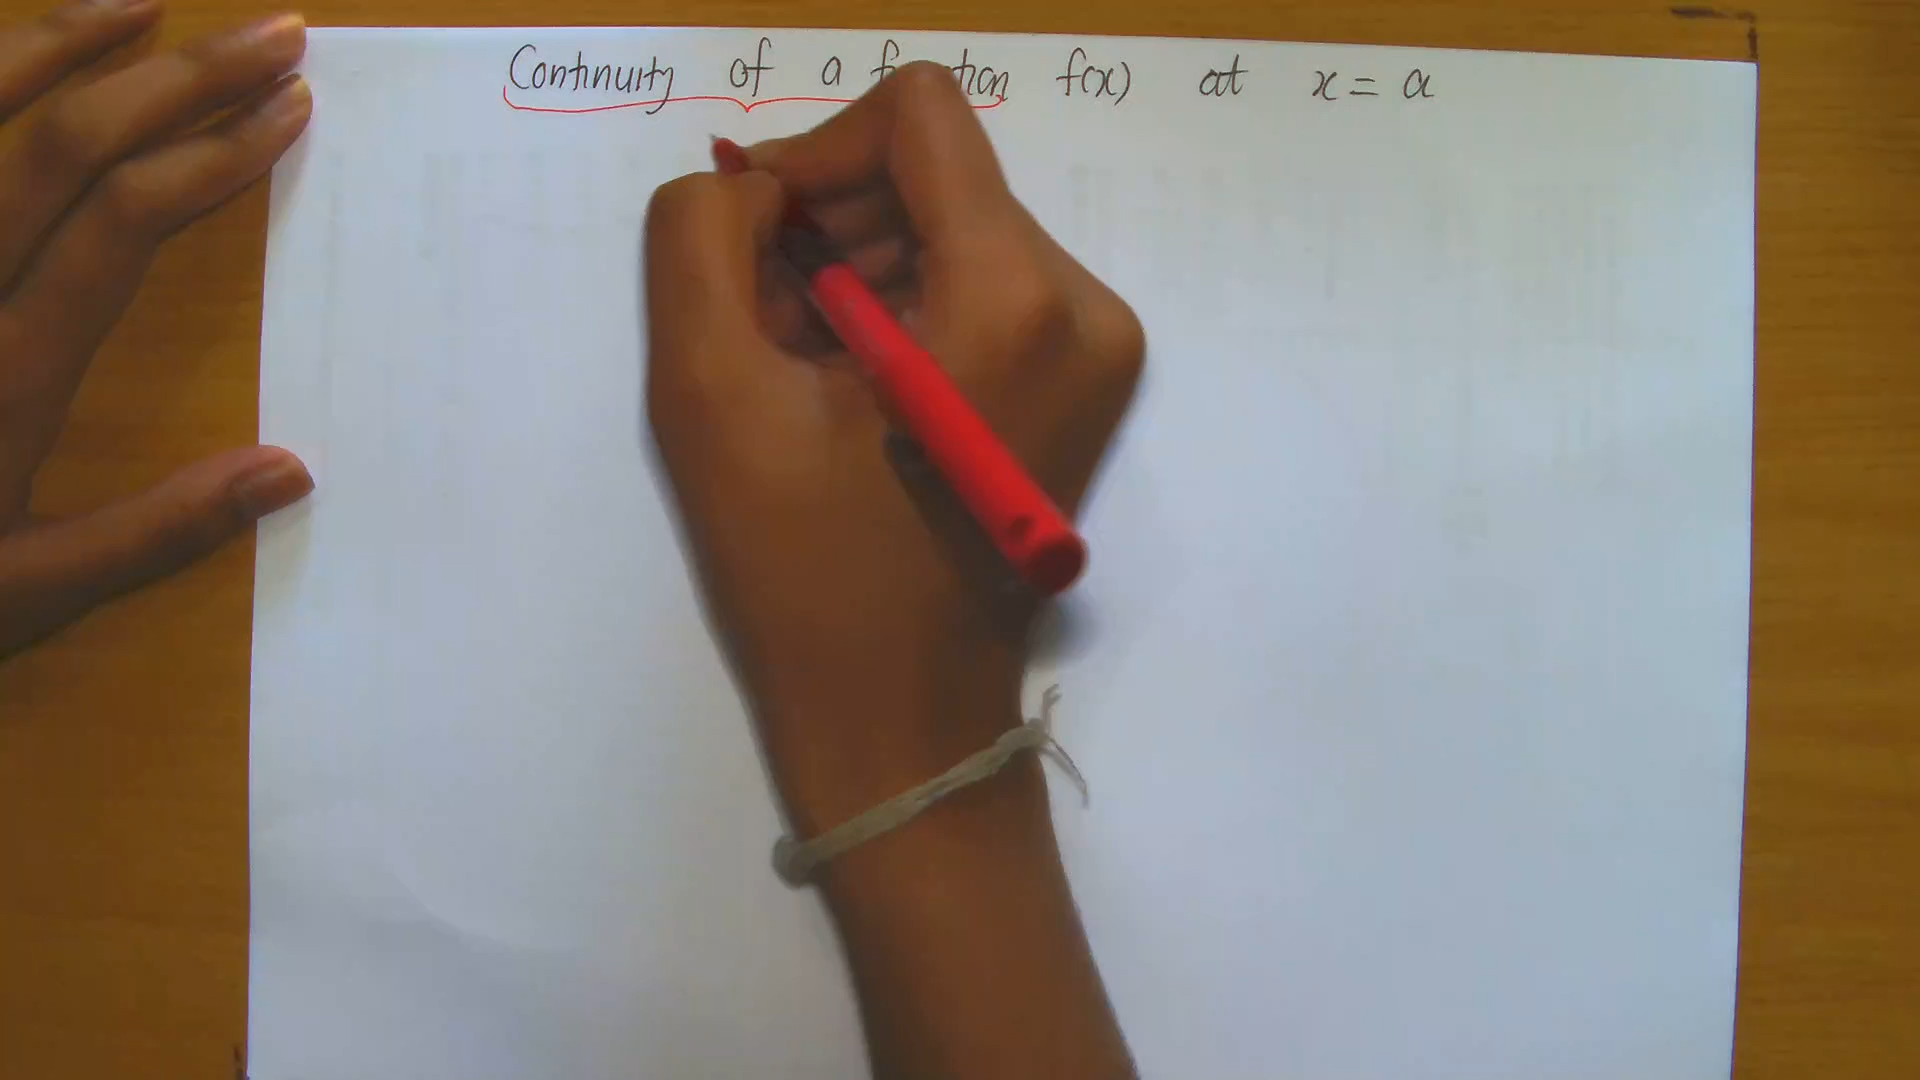 Continuity of a function f(x) at x = a